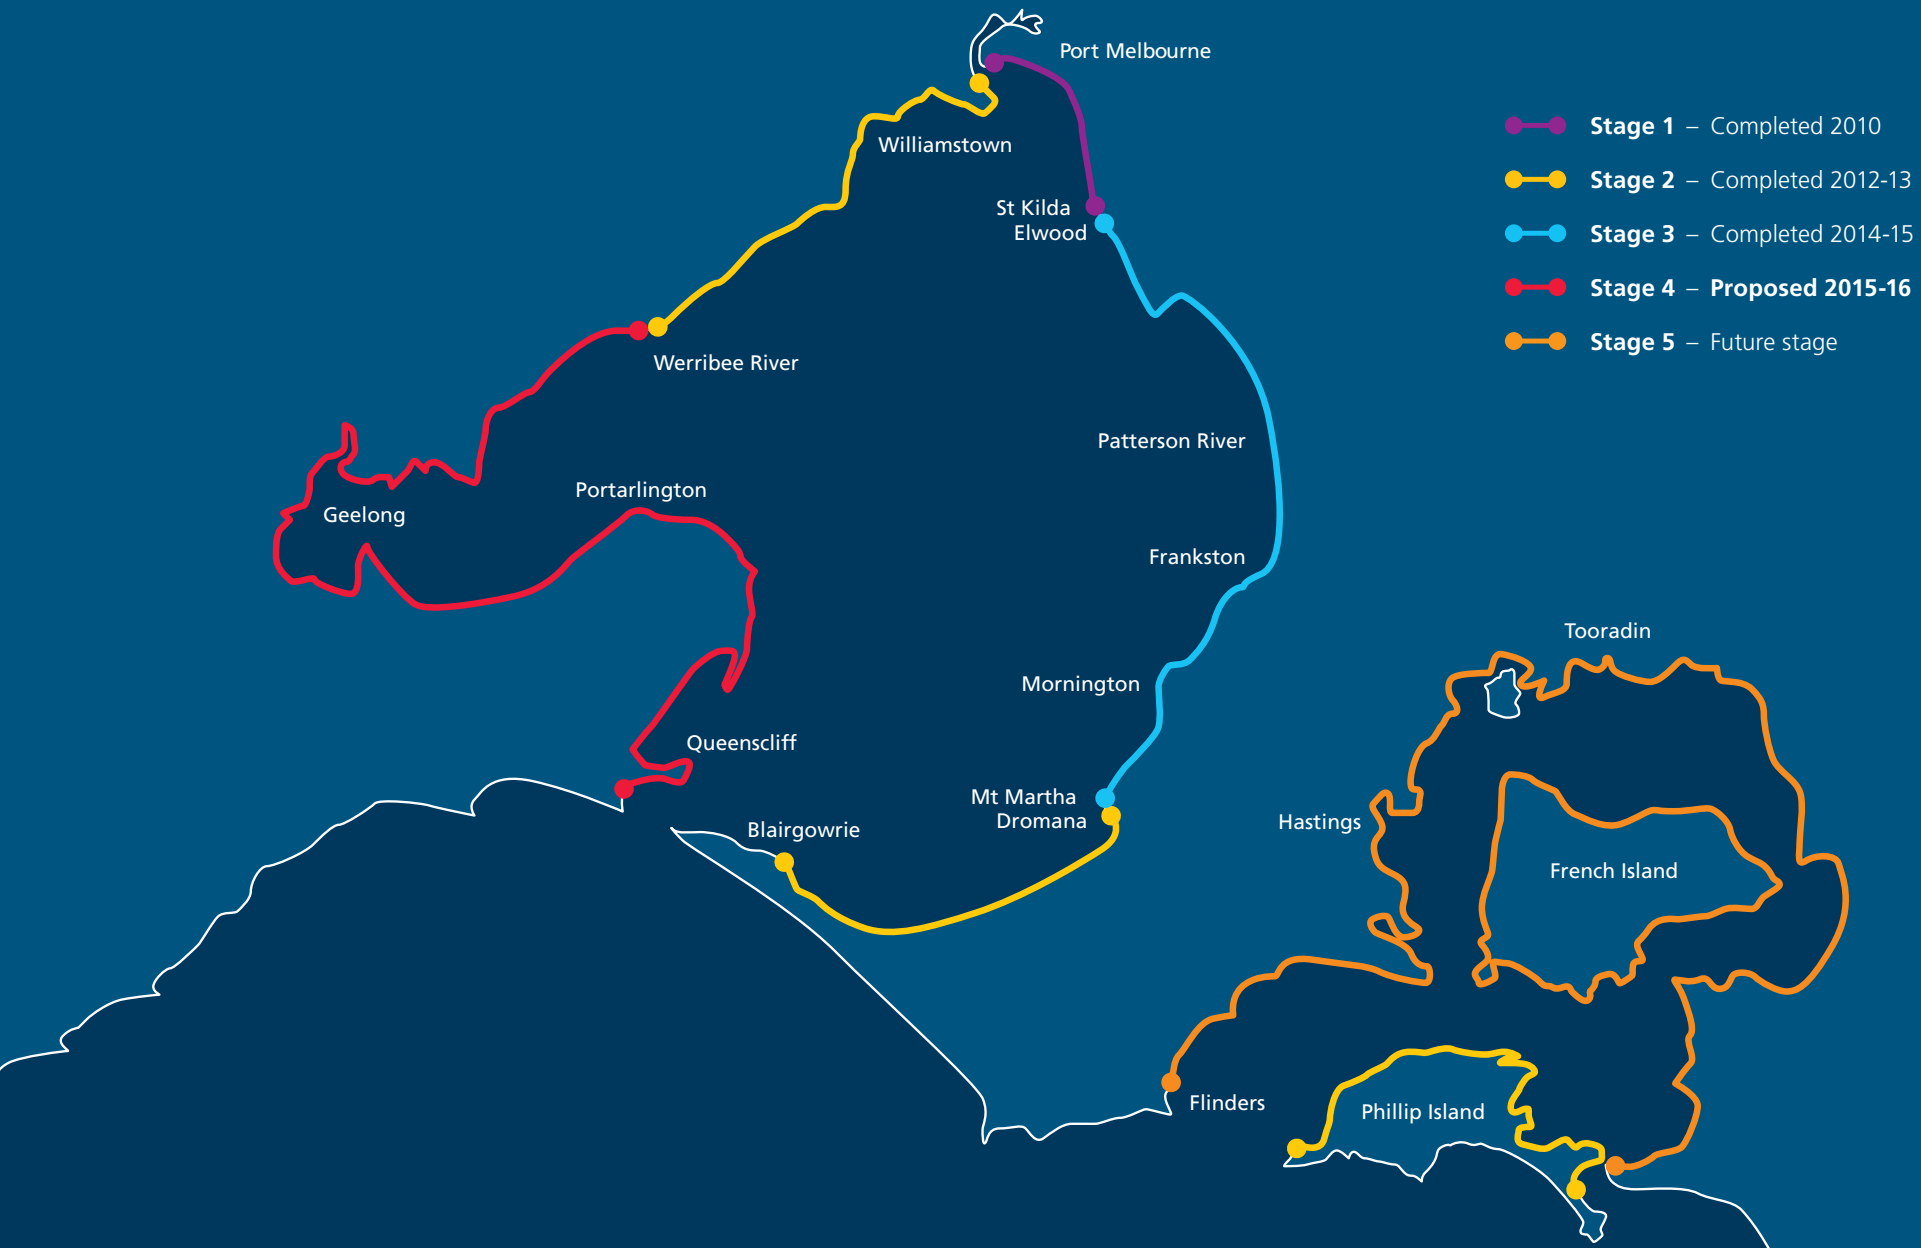 Port Melbourne
Williamstown
St Kilda
Elwood
Werribee River
Patterson River
Portarlington
Geelong
Frankston
Mornington
Queenscliff
Mt Martha
Dromana
Blairgowrie
Tooradin
Hastings
French Island
Flinders
Phillip Island
Stage 1 – Completed 2010
Stage 2 – Completed 2012-13
Stage 3 – Completed 2014-15
Stage 4 – Proposed 2015-16
Stage 5 – Future stage